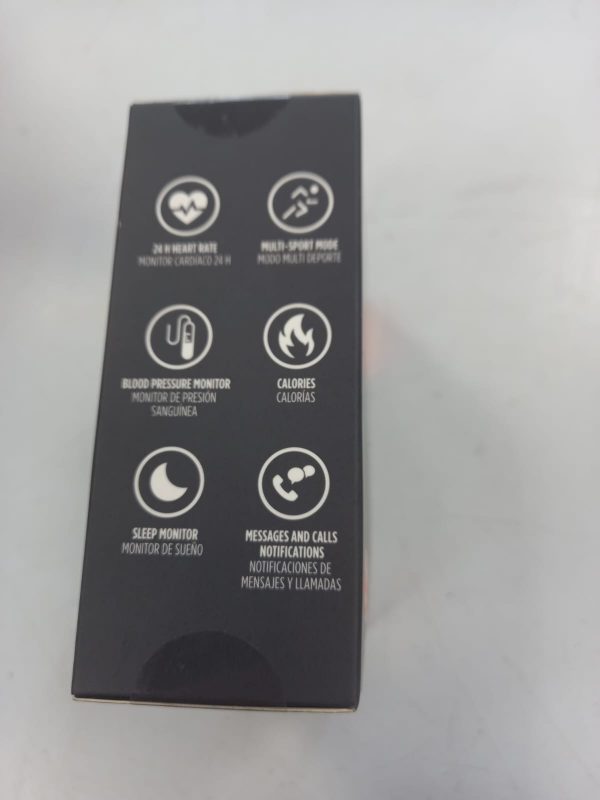 24 H HEART RATE
MONITOR CARDÍACO 24 H
MULTI-SPORT MODE
MODO MULTI DEPORTE
BLOOD PRESSURE MONITOR
MONITOR DE PRESIÓN
SANGUÍNEA
CALORIES
CALORÍAS
SLEEP MONITOR
MONITOR DE SUEÑO
MESSAGES AND CALLS
NOTIFICATIONS
NOTIFICACIONES DE
MENSAJES Y LLAMADAS